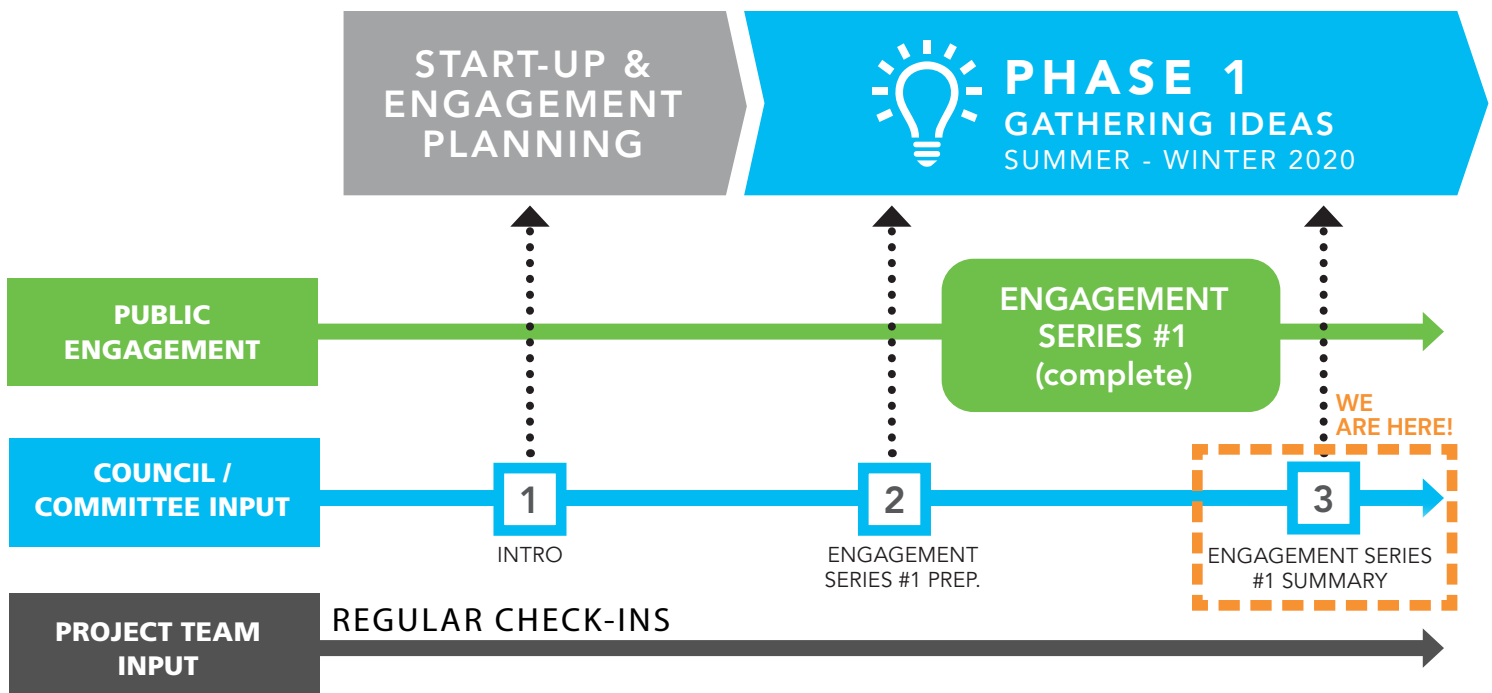 START-UP &
ENGAGEMENT
PLANNING
PHASE 1
GATHERING IDEAS
SUMMER - WINTER 2020
PUBLIC
ENGAGEMENT
ENGAGEMENT
SERIES #1
(complete)
WE
ARE HERE!
COUNCIL /
COMMITTEE INPUT
1
INTRO
2
ENGAGEMENT
SERIES #1 PREP.
3
ENGAGEMENT SERIES
#1 SUMMARY
PROJECT TEAM
INPUT
REGULAR CHECK-INS